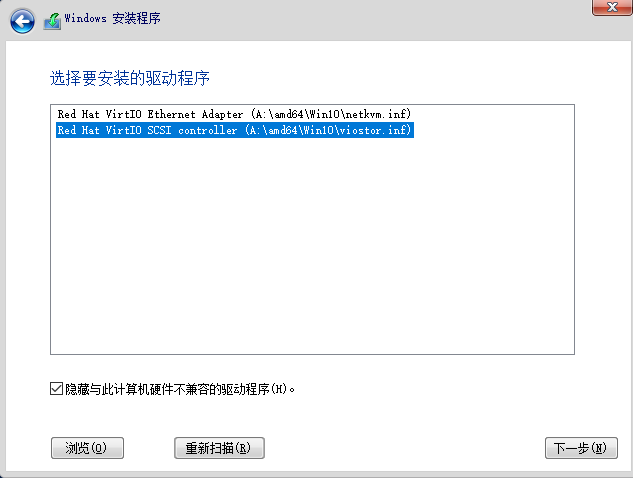 Windows 安装程序
选择要安装的驱动程序
Red Hat VirtIO Ethernet Adapter (A:\amd64\Win10\netkvm.inf)
Red Hat VirtIO SCSI controller (A:\amd64\Win10\viostor.inf)
隐藏与此计算机硬件不兼容的驱动程序(H)。
浏览(O) 重新扫描(R) 下一步(N)